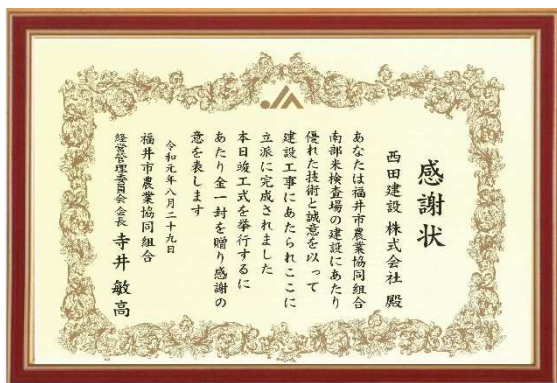 感謝状
西田建設 株式会社 殿
あなたは福井市農業協同組合
南部米検査場の建設にあたり
優れた技術と誠意を以って
建設工事にあたられここに
立派に完成されました
本日竣工式を挙行するに
あたり金一封を贈り感謝の
意を表します
令和元年八月二十九日
福井市農業協同組合
経営管理委員会会長 寺井 敏高